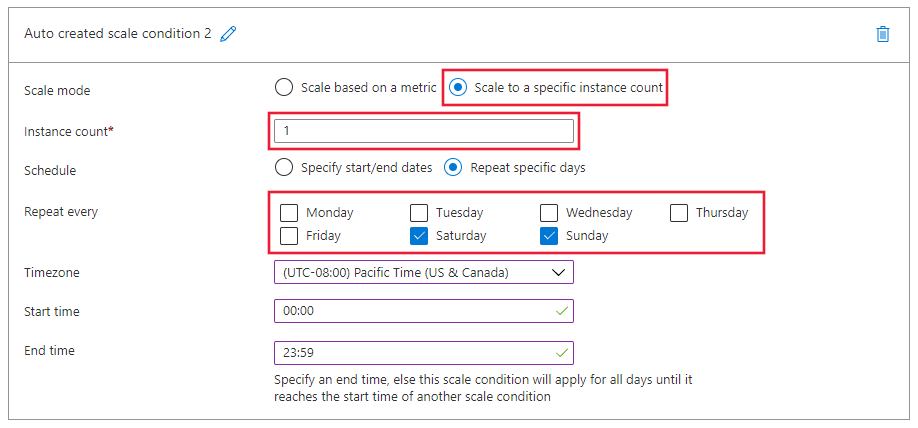 Auto created scale condition 2
Scale mode
Scale based on a metric
Scale to a specific instance count
Instance count*
1
Schedule
Specify start/end dates
Repeat specific days
Repeat every
Monday
Tuesday
Wednesday
Thursday
Friday
Saturday
Sunday
Timezone
(UTC-08:00) Pacific Time (US & Canada)
Start time
00:00
End time
23:59
Specify an end time, else this scale condition will apply for all days until it
reaches the start time of another scale condition